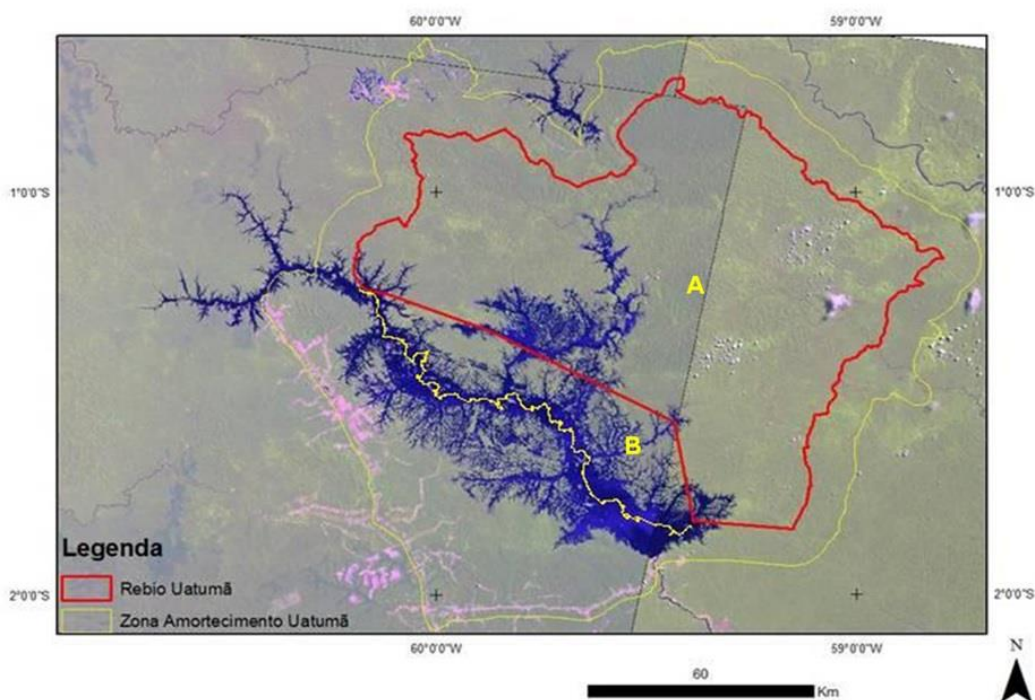 60°0'0"W 59°0'0"W
1°0'0"S 1°0'0"S
A
B
Legenda
Rebio Uatumã
2°0'0"S 2°0'0"S
Zona Amortecimento Uatumã
60°0'0"W 59°0'0"W
N
60
Km